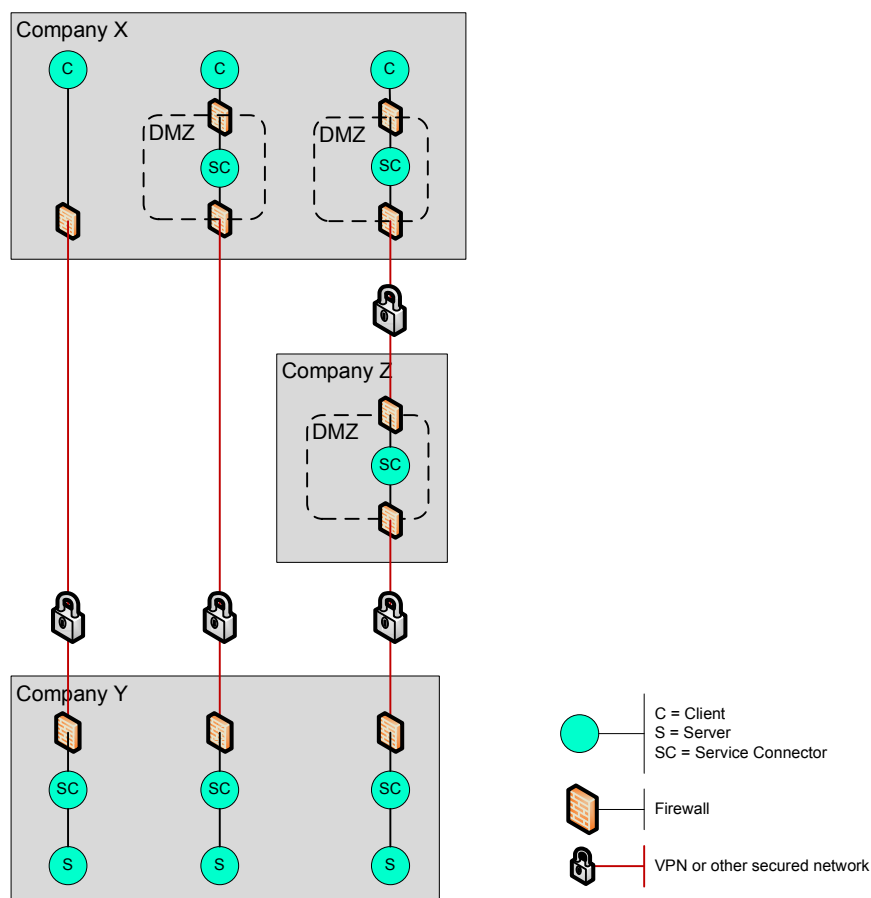 Company X
C
C
C
DMZ
DMZ
SC
SC
Company Z
DMZ
SC
Company Y
SC
SC
SC
S
S
S
C = Client
S = Server
SC = Service Connector
Firewall
VPN or other secured network